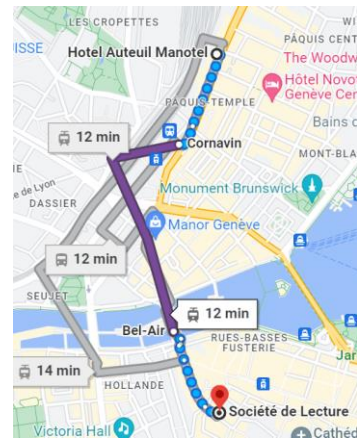 LES CROPETTES
Hotel Auteuil Manotel
PÂQUIS CENT
The Woodw
Hôtel Novo
Genève Cen
PÂQUIS-TEMPLE
Bains d
12 min
Cornavin
MONT-BLA
de Lyon
DASSIER
Monument Brunswick
Manor Genève
12 min
SEUJET
12 min
Bel-Air
RUES-BASSES
FUSTERIE
Jar
14 min
HOLLANDE
Société de Lecture
Victoria Hall
Cathéd